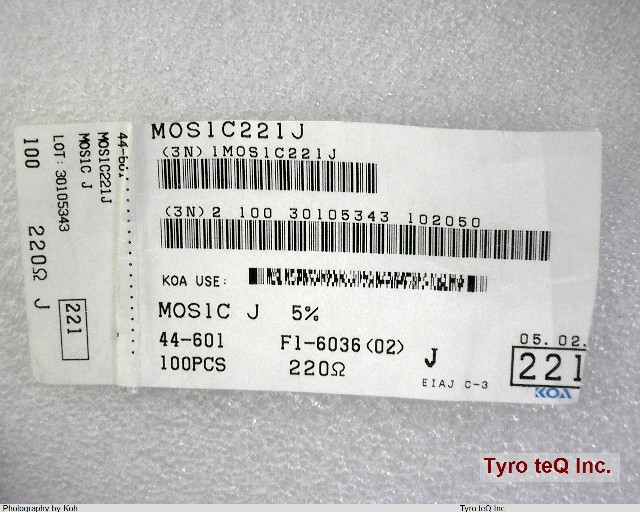 MOS1C221J
(3N) 1MOS1C221J
(3N) 2 100 30105343 102050
KOA USE:
MOS1C J 5%
44-601 F1-6036 (02)
100PCS 220Ω
J
EIAJ C-3
05. 02.
221
KOA
44-601
MOS1C221J
MOS1C J
LOT: 30105343
100 220Ω J
221
Tyro teQ Inc.
Photography by Koh
Tyro teQ Inc